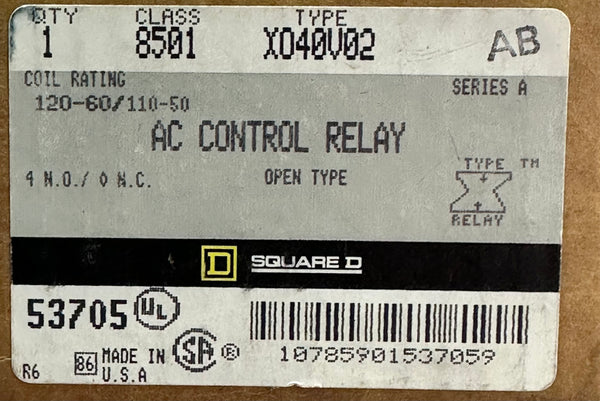 QTY CLASS TYPE
1 8501 XO40V02 AB
COIL RATING SERIES A
120-60/110-50
AC CONTROL RELAY
4 N.O./ 0 N.C. OPEN TYPE
TYPE ™
X
RELAY
D SQUARE D
53705 UL
10785901537059
R6 86 MADE IN U.S.A SA ®